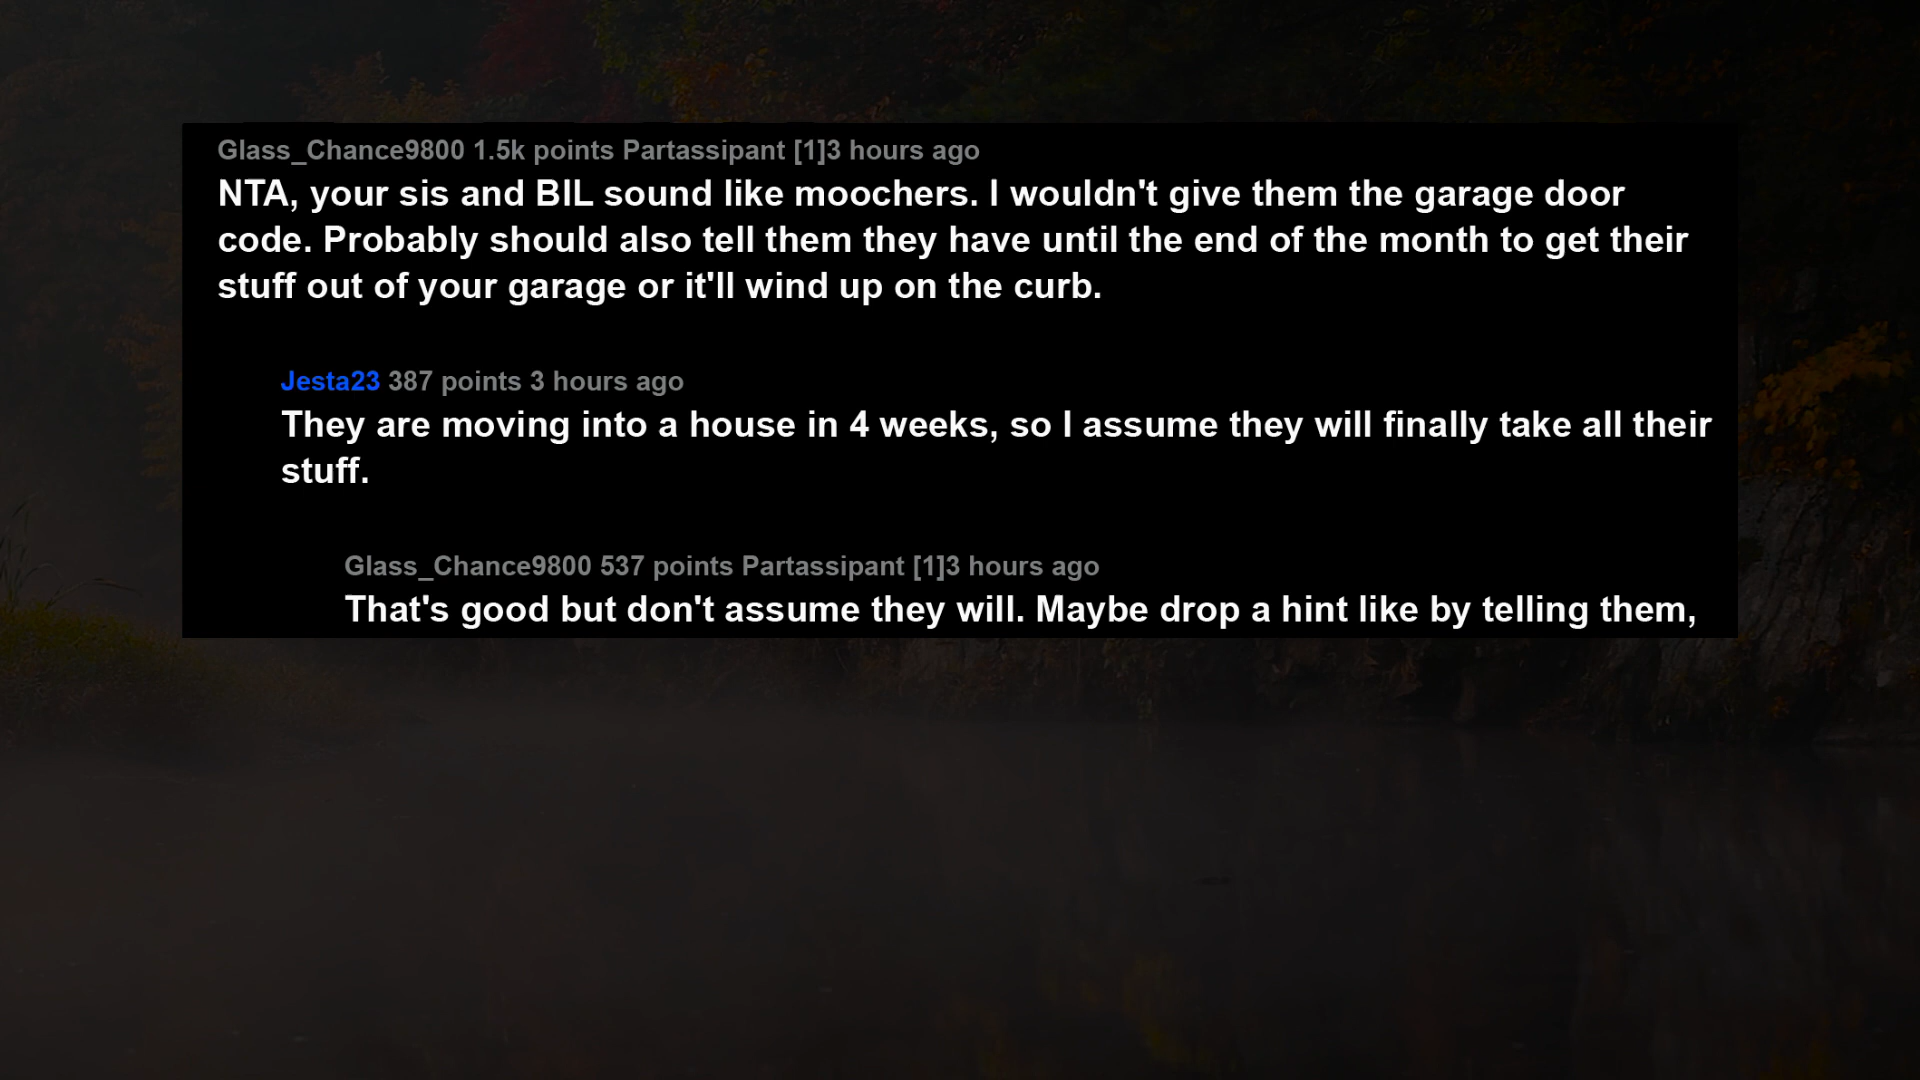 Glass_Chance9800 1.5k points Partassipant [1]3 hours ago
NTA, your sis and BIL sound like moochers. I wouldn't give them the garage door
code. Probably should also tell them they have until the end of the month to get their
stuff out of your garage or it'll wind up on the curb.
Jesta23 387 points 3 hours ago
They are moving into a house in 4 weeks, so I assume they will finally take all their
stuff.
Glass_Chance9800 537 points Partassipant [1]3 hours ago
That's good but don't assume they will. Maybe drop a hint like by telling them,